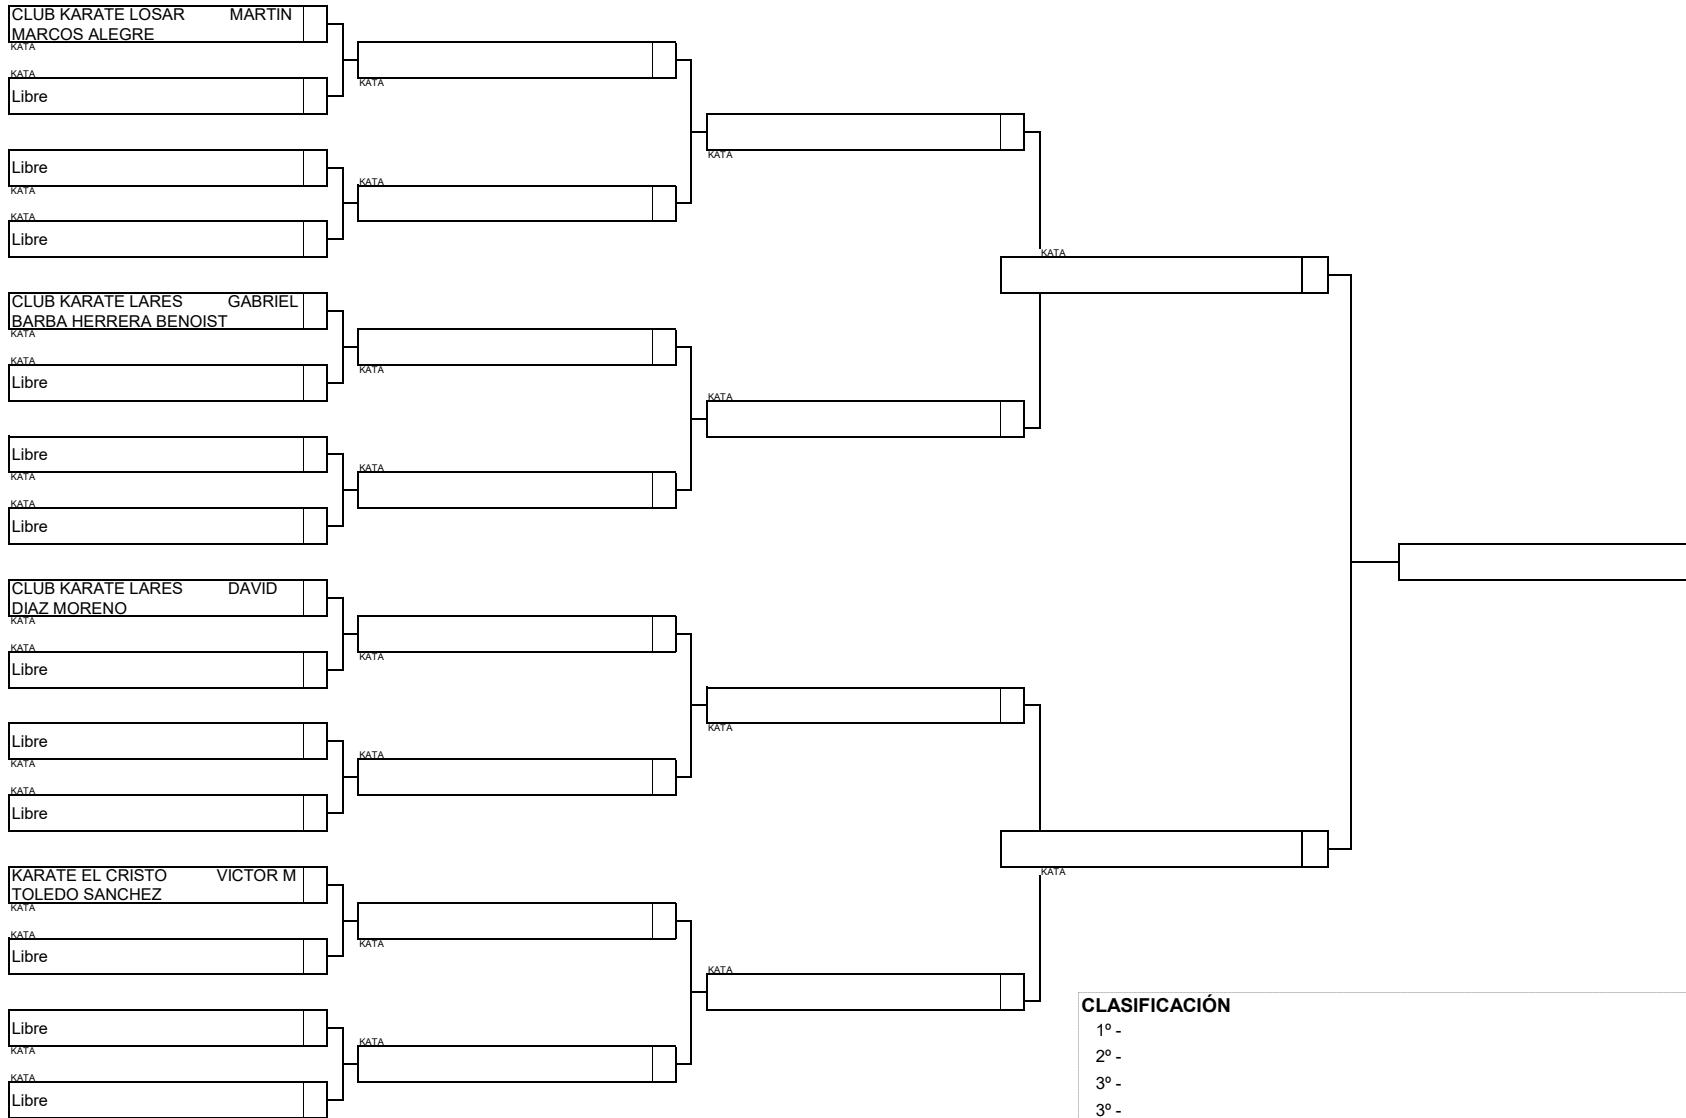 CLUB KARATE LOSAR MARTIN
MARCOS ALEGRE
KATA
KATA
Libre
Libre
KATA
KATA
Libre
CLUB KARATE LARES GABRIEL
BARBA HERRERA BENOIST
KATA
KATA
Libre
Libre
KATA
KATA
Libre
CLUB KARATE LARES DAVID
DIAZ MORENO
KATA
KATA
Libre
Libre
KATA
KATA
Libre
KARATE EL CRISTO VICTOR M
TOLEDO SANCHEZ
KATA
KATA
Libre
Libre
KATA
KATA
Libre
KATA
KATA
KATA
KATA
KATA
KATA
KATA
KATA
KATA
KATA
KATA
KATA
KATA
KATA
CLASIFICACIÓN
1º -
2º -
3º -
3º -